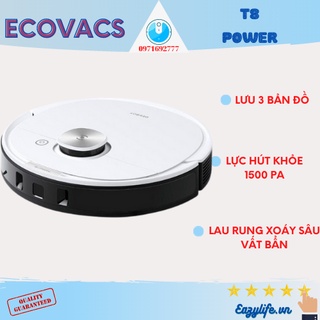 ECOVACS
0971692777
T8
POWER
LƯU 3 BẢN ĐỒ
LỰC HÚT KHỎE
1500 PA
LAU RUNG XOÁY SÂU
VẤT BẨN
QUALITY
GUARANTEED
Eazylife.vn